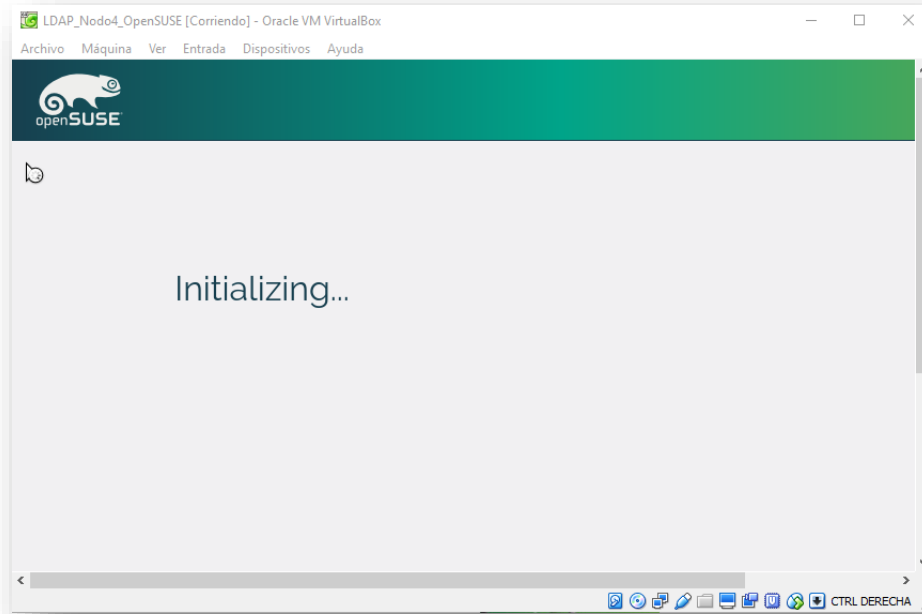 LDAP_Nodo4_OpenSUSE [Corriendo] - Oracle VM VirtualBox
Archivo Máquina Ver Entrada Dispositivos Ayuda
openSUSE
Initializing...
CTRL DERECHA